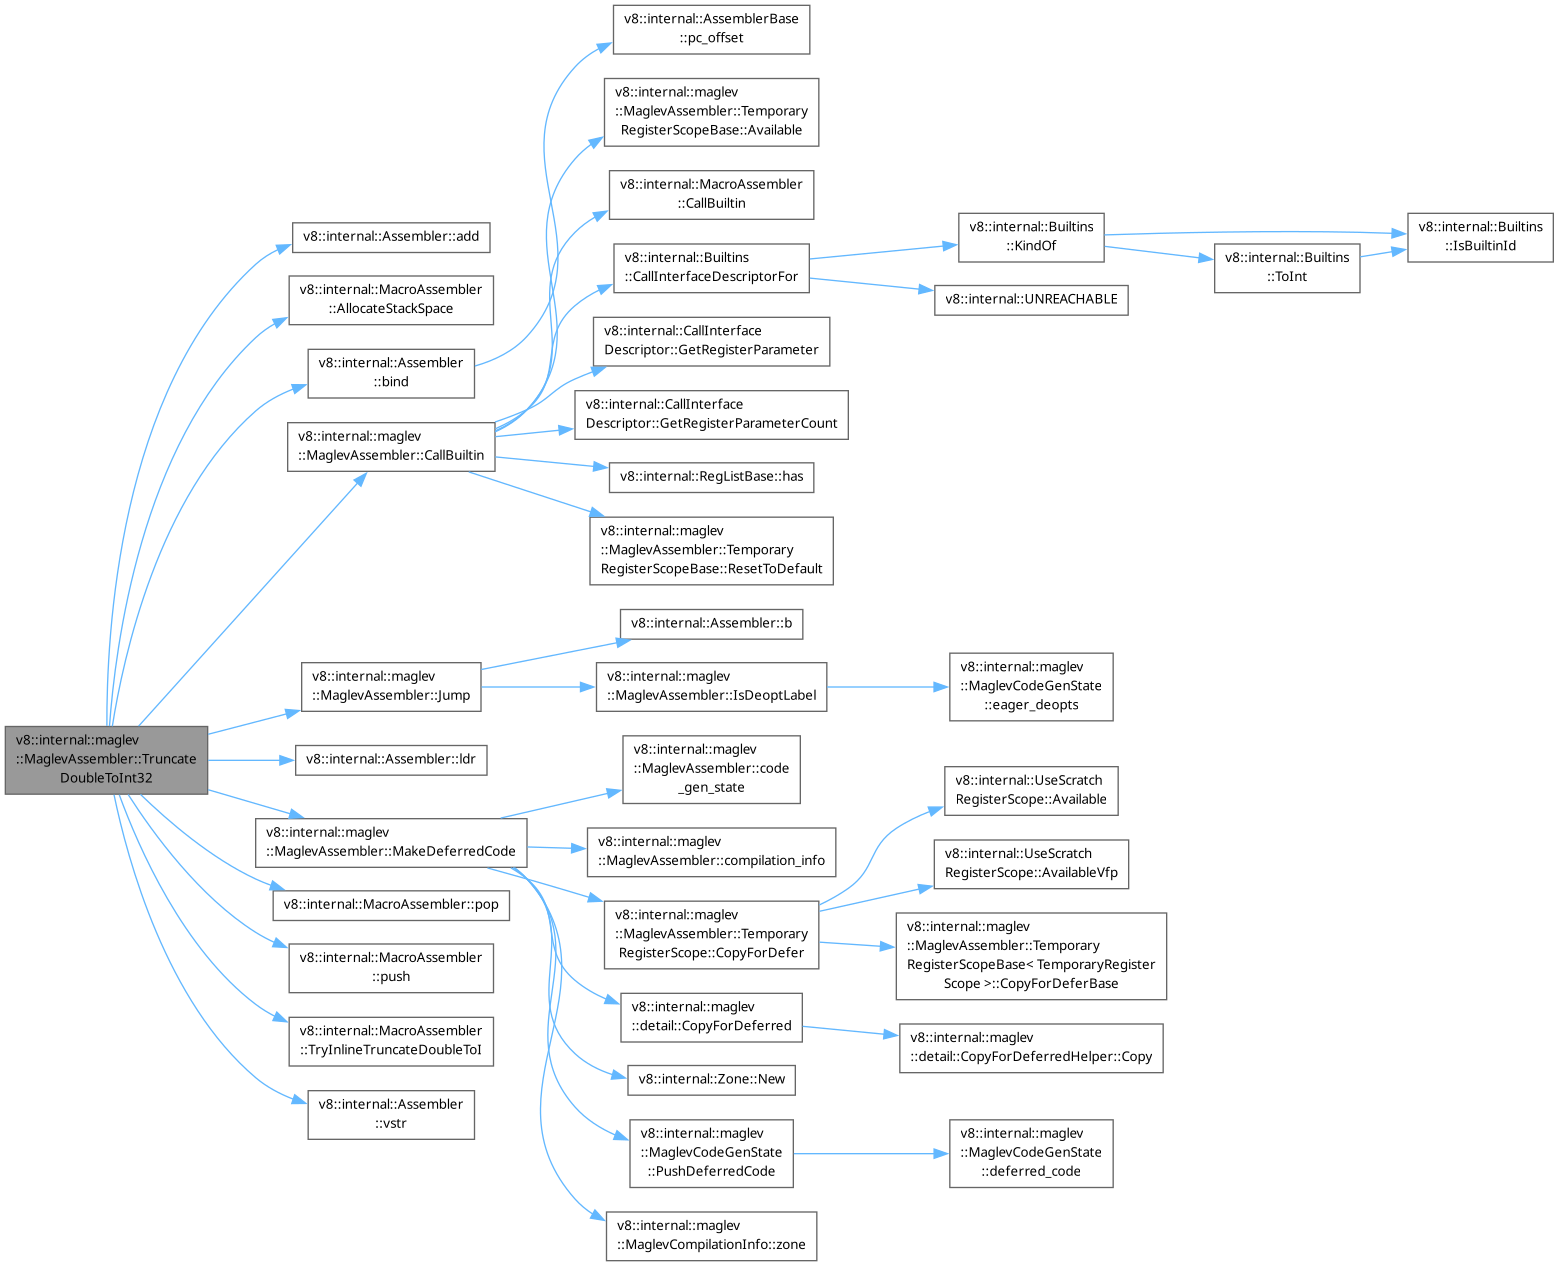 v8::internal::AssemblerBase
::pc_offset
v8::internal::maglev
::MaglevAssembler::Temporary
RegisterScopeBase::Available
v8::internal::MacroAssembler
::CallBuiltin
v8::internal::Assembler::add
v8::internal::Builtins
::KindOf
v8::internal::Builtins
::IsBuiltinId
v8::internal::Builtins
::CallInterfaceDescriptorFor
v8::internal::Builtins
::ToInt
v8::internal::MacroAssembler
::AllocateStackSpace
v8::internal::UNREACHABLE
v8::internal::CallInterface
Descriptor::GetRegisterParameter
v8::internal::Assembler
::bind
v8::internal::CallInterface
Descriptor::GetRegisterParameterCount
v8::internal::maglev
::MaglevAssembler::CallBuiltin
v8::internal::RegListBase::has
v8::internal::maglev
::MaglevAssembler::Temporary
RegisterScopeBase::ResetToDefault
v8::internal::Assembler::b
v8::internal::maglev
::MaglevAssembler::Jump
v8::internal::maglev
::MaglevAssembler::IsDeoptLabel
v8::internal::maglev
::MaglevCodeGenState
::eager_deopts
v8::internal::maglev
::MaglevAssembler::Truncate
DoubleToInt32
v8::internal::Assembler::ldr
v8::internal::maglev
::MaglevAssembler::code
_gen_state
v8::internal::UseScratch
RegisterScope::Available
v8::internal::maglev
::MaglevAssembler::MakeDeferredCode
v8::internal::maglev
::MaglevAssembler::compilation_info
v8::internal::UseScratch
RegisterScope::AvailableVfp
v8::internal::MacroAssembler::pop
v8::internal::maglev
::MaglevAssembler::Temporary
RegisterScope::CopyForDefer
v8::internal::maglev
::MaglevAssembler::Temporary
RegisterScopeBase< TemporaryRegister
Scope >::CopyForDeferBase
v8::internal::MacroAssembler
::push
v8::internal::maglev
::detail::CopyForDeferred
v8::internal::maglev
::detail::CopyForDeferredHelper::Copy
v8::internal::MacroAssembler
::TryInlineTruncateDoubleToI
v8::internal::Zone::New
v8::internal::Assembler
::vstr
v8::internal::maglev
::MaglevCodeGenState
::PushDeferredCode
v8::internal::maglev
::MaglevCodeGenState
::deferred_code
v8::internal::maglev
::MaglevCompilationInfo::zone